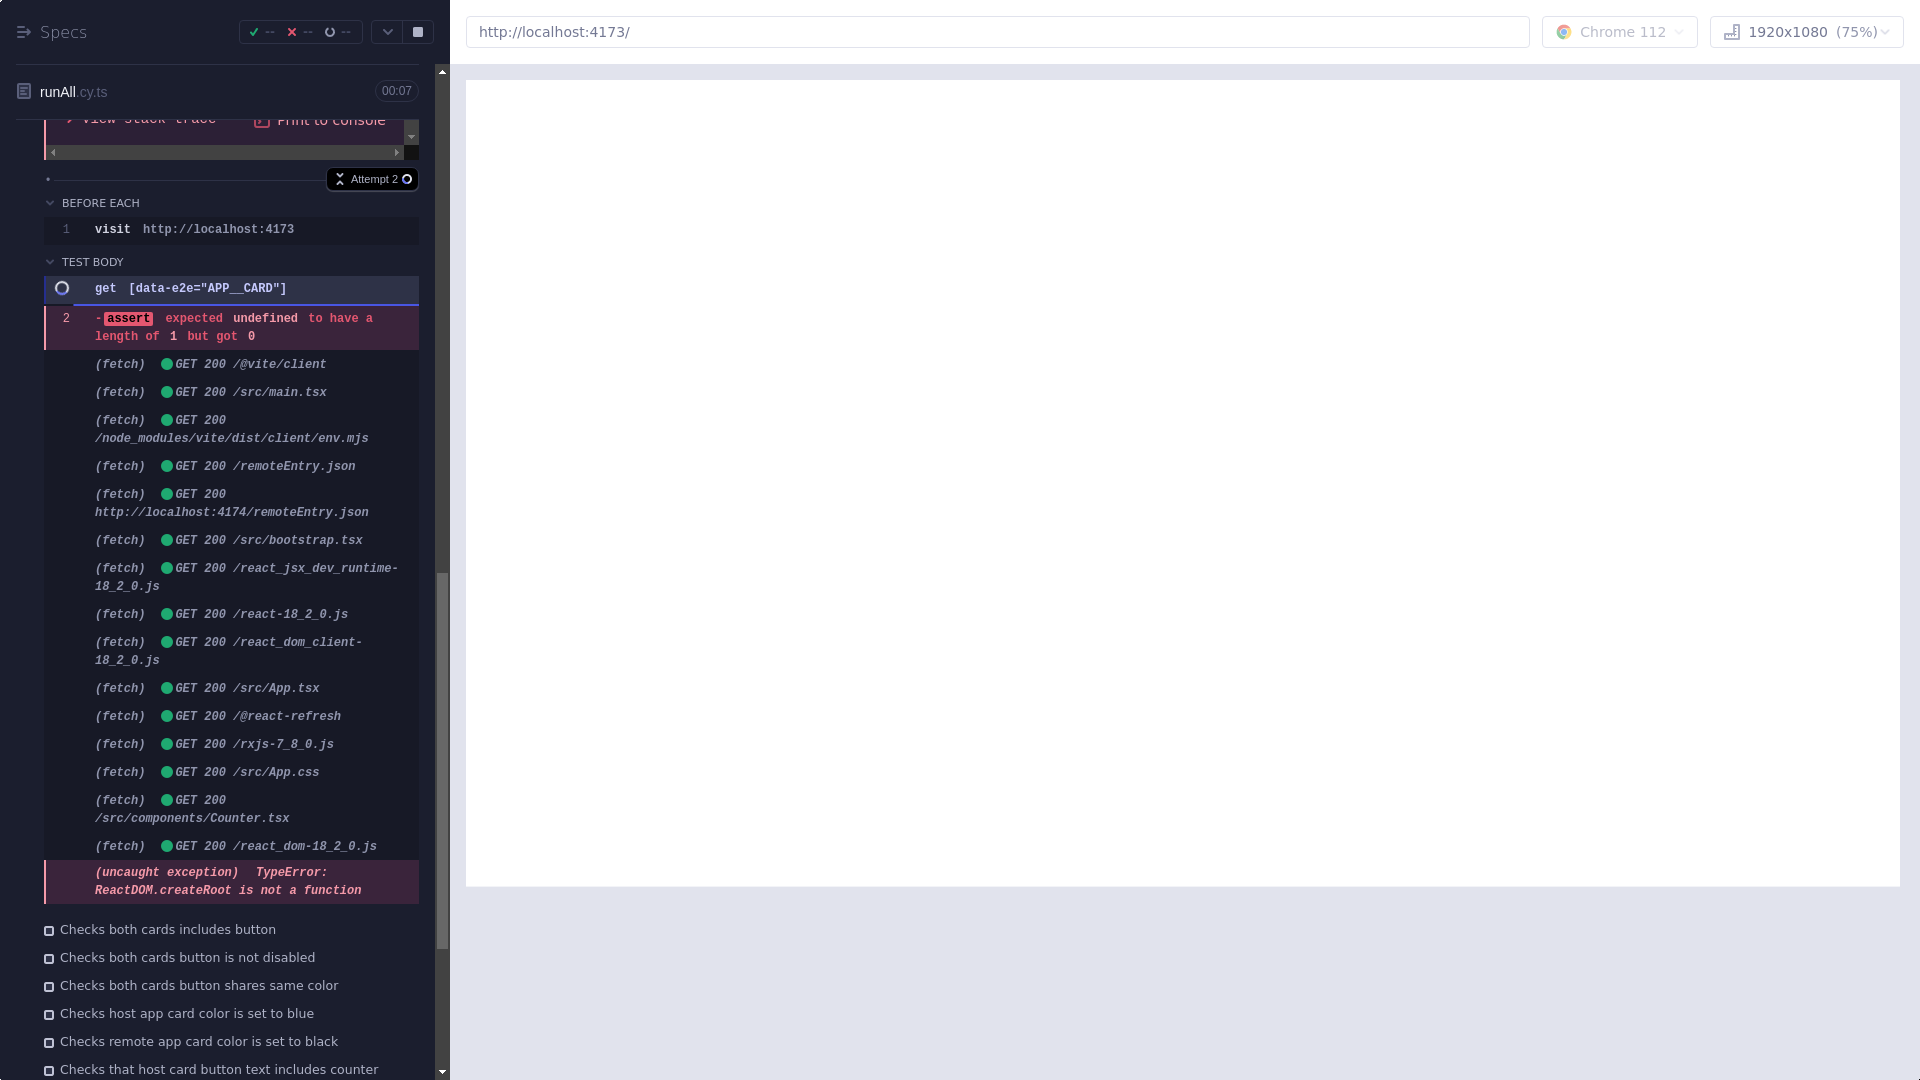 Specs
-- -- --
http://localhost:4173/
Chrome 112
1920x1080 (75%)
runAll.cy.ts
00:07
View stack trace
Print to console
Attempt 2
BEFORE EACH
1 visit http://localhost:4173
TEST BODY
get [data-e2e="APP__CARD"]
2 -assert expected undefined to have a
length of 1 but got 0
(fetch) GET 200 /@vite/client
(fetch) GET 200 /src/main.tsx
(fetch) GET 200
/node_modules/vite/dist/client/env.mjs
(fetch) GET 200 /remoteEntry.json
(fetch) GET 200
http://localhost:4174/remoteEntry.json
(fetch) GET 200 /src/bootstrap.tsx
(fetch) GET 200 /react_jsx_dev_runtime-
18_2_0.js
(fetch) GET 200 /react-18_2_0.js
(fetch) GET 200 /react_dom_client-
18_2_0.js
(fetch) GET 200 /src/App.tsx
(fetch) GET 200 /@react-refresh
(fetch) GET 200 /rxjs-7_8_0.js
(fetch) GET 200 /src/App.css
(fetch) GET 200
/src/components/Counter.tsx
(fetch) GET 200 /react_dom-18_2_0.js
(uncaught exception) TypeError:
ReactDOM.createRoot is not a function
Checks both cards includes button
Checks both cards button is not disabled
Checks both cards button shares same color
Checks host app card color is set to blue
Checks remote app card color is set to black
Checks that host card button text includes counter